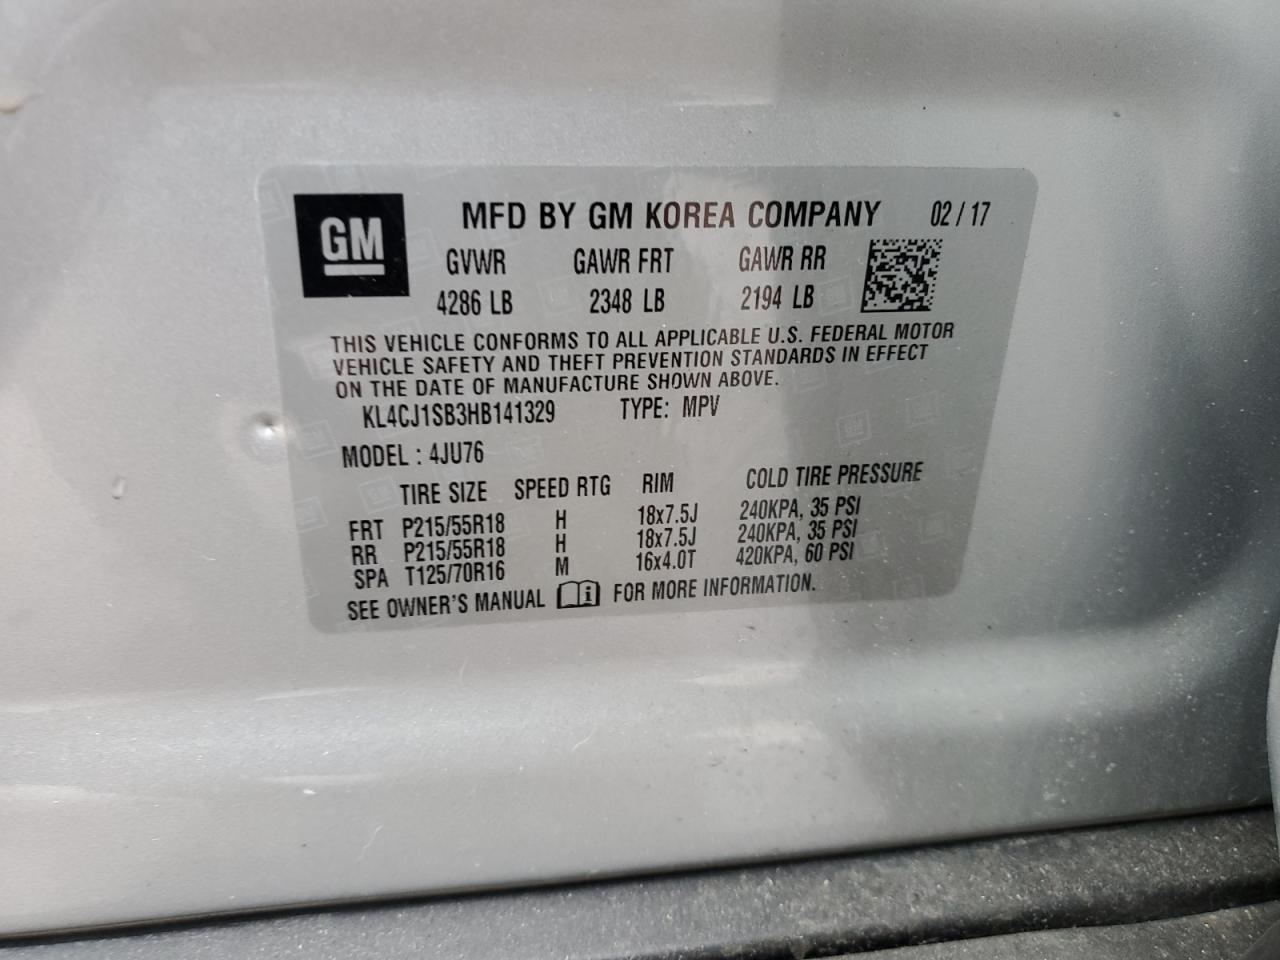 GM
MFD BY GM KOREA COMPANY 02 / 17
GVWR GAWR FRT GAWR RR
4286 LB 2348 LB 2194 LB
THIS VEHICLE CONFORMS TO ALL APPLICABLE U.S. FEDERAL MOTOR
VEHICLE SAFETY AND THEFT PREVENTION STANDARDS IN EFFECT
ON THE DATE OF MANUFACTURE SHOWN ABOVE.
KL4CJ1SB3HB141329 TYPE: MPV
MODEL : 4JU76
TIRE SIZE SPEED RTG RIM COLD TIRE PRESSURE
FRT P215/55R18 H 18x7.5J 240KPA, 35 PSI
RR P215/55R18 H 18x7.5J 240KPA, 35 PSI
SPA T125/70R16 M 16x4.0T 420KPA, 60 PSI
SEE OWNER'S MANUAL i FOR MORE INFORMATION.